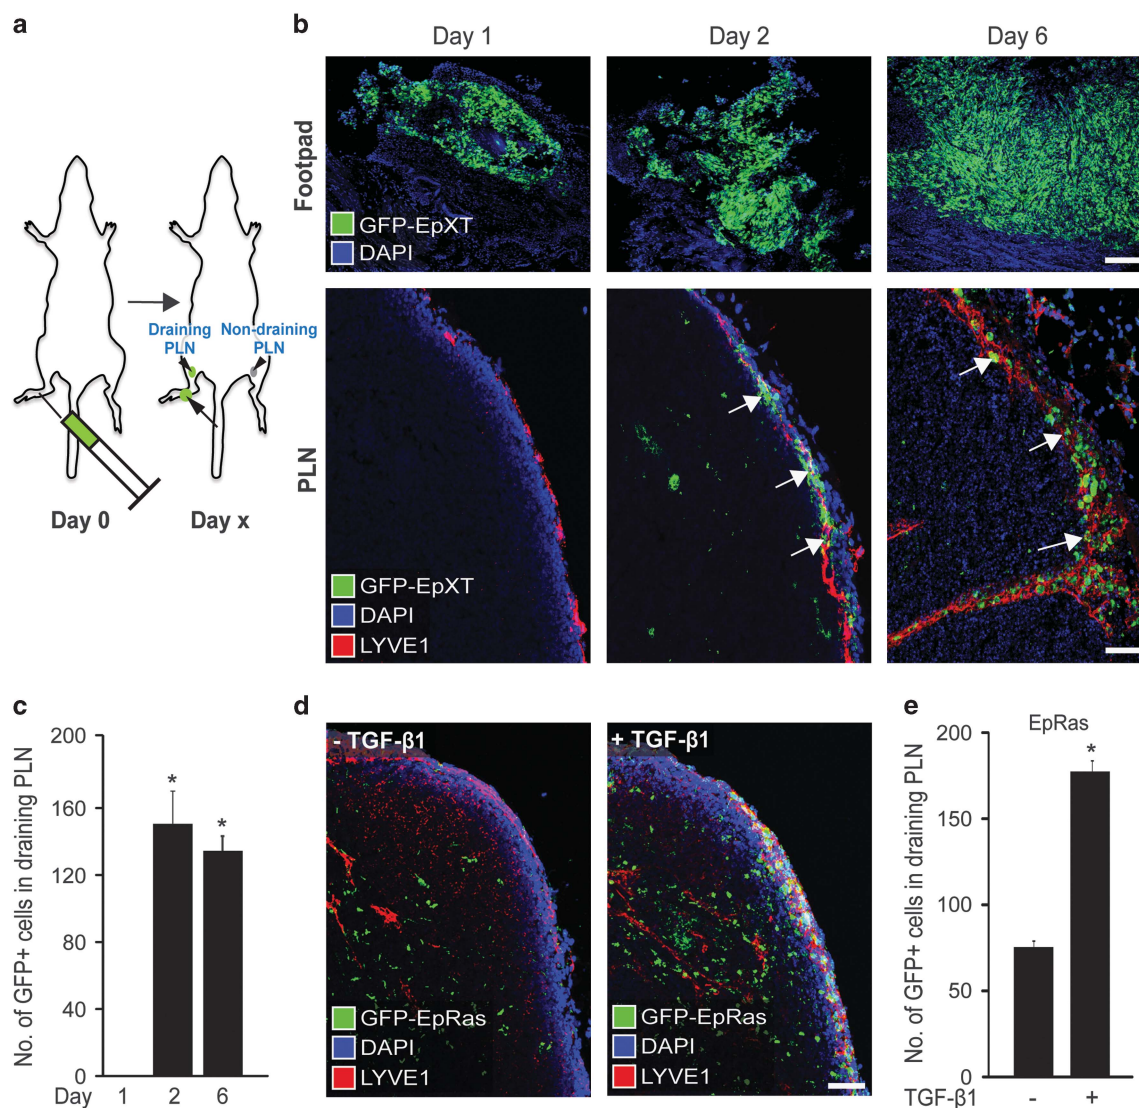 a
Draining PLN
Non-draining PLN
Day 0
Day x
b
Day 1
Day 2
Day 6
Footpad
GFP-EpXT
DAPI
PLN
GFP-EpXT
DAPI
LYVE1
c
No. of GFP+ cells in draining PLN
200
160
120
80
40
0
*
*
Day 1 2 6
d
- TGF-β1
GFP-EpRas
DAPI
LYVE1
+ TGF-β1
GFP-EpRas
DAPI
LYVE1
e
EpRas
No. of GFP+ cells in draining PLN
200
150
100
50
0
*
TGF-β1 - +